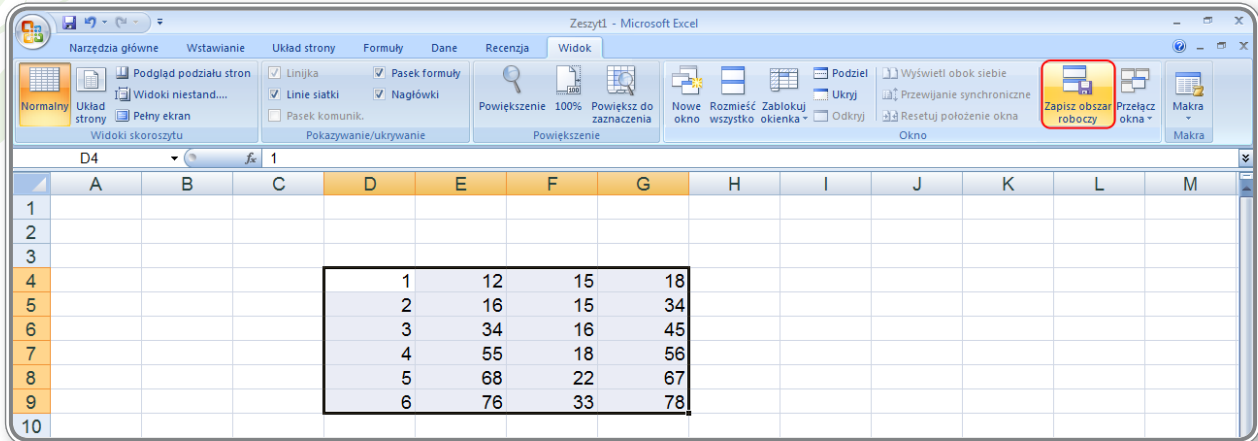 Zeszyt1 - Microsoft Excel
Narzędzia główne Wstawianie Układ strony Formuły Dane Recenzja Widok
Normalny
Układ strony
Podgląd podziału stron
Widoki niestand....
Pełny ekran
Widoki skoroszytu
Linijka
Linie siatki
Pasek komunik.
Pasek formuły
Nagłówki
Pokazywanie/ukrywanie
Powiększenie
100%
Powiększ do zaznaczenia
Powiększenie
Nowe okno
Rozmieść wszystko
Zablokuj okienka
Podziel
Ukryj
Odkryj
Wyświetl obok siebie
Przewijanie synchroniczne
Resetuj położenie okna
Zapisz obszar roboczy
Przełącz okna
Okno
Makra
Makra
D4 fx 1
A B C D E F G H I J K L M
1
2
3
4 1 12 15 18
5 2 16 15 34
6 3 34 16 45
7 4 55 18 56
8 5 68 22 67
9 6 76 33 78
10